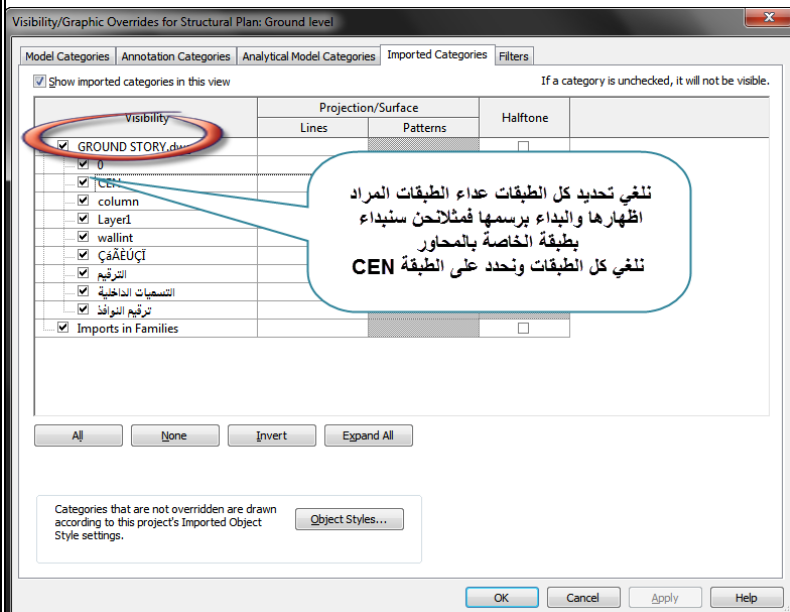 Visibility/Graphic Overrides for Structural Plan: Ground level
Model Categories Annotation Categories Analytical Model Categories Imported Categories Filters
Show imported categories in this view If a category is unchecked, it will not be visible.
Visibility Projection/Surface Halftone
Lines Patterns
GROUND STORY.dwg
0
CEN
column
Layer1
wallint
ÇáÃÈÚÇÏ
الترقيم
التسميات الداخلية
ترقيم النوافذ
Imports in Families
نلغي تحديد كل الطبقات عداء الطبقات المراد
اظهارها والبداء برسمها فمثلانحن سنبداء
بطبقة الخاصة بالمحاور
نلغي كل الطبقات ونحدد على الطبقة CEN
All None Invert Expand All
Categories that are not overridden are drawn
according to this project's Imported Object
Style settings.
Object Styles...
OK Cancel Apply Help